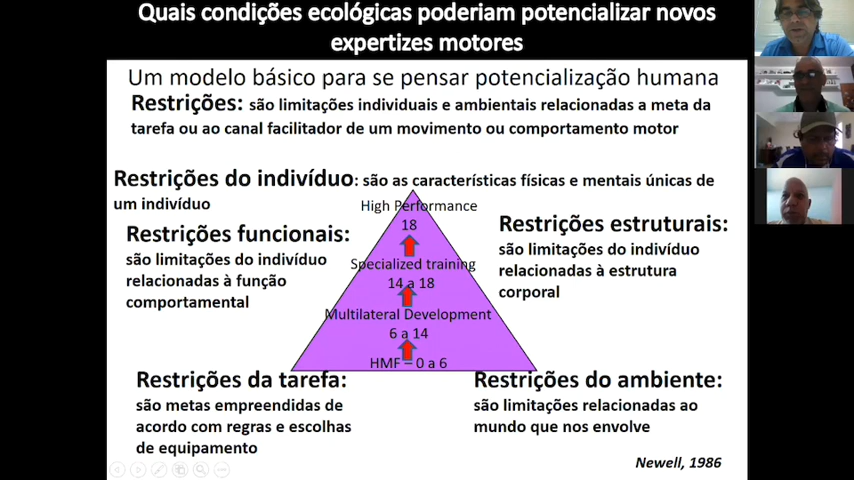 Quais condições ecológicas poderiam potencializar novos
expertizes motores
Um modelo básico para se pensar potencialização humana
Restrições: são limitações individuais e ambientais relacionadas a meta da
tarefa ou ao canal facilitador de um movimento ou comportamento motor
Restrições do indivíduo: são as características físicas e mentais únicas de
um indivíduo
Restrições funcionais:
são limitações do indivíduo
relacionadas à função
comportamental
High Performance
18
Specialized training
14 a 18
Multilateral Development
6 a 14
HMF – 0 a 6
Restrições estruturais:
são limitações do indivíduo
relacionadas à estrutura
corporal
Restrições da tarefa:
são metas empreendidas de
acordo com regras e escolhas
de equipamento
Restrições do ambiente:
são limitações relacionadas ao
mundo que nos envolve
Newell, 1986